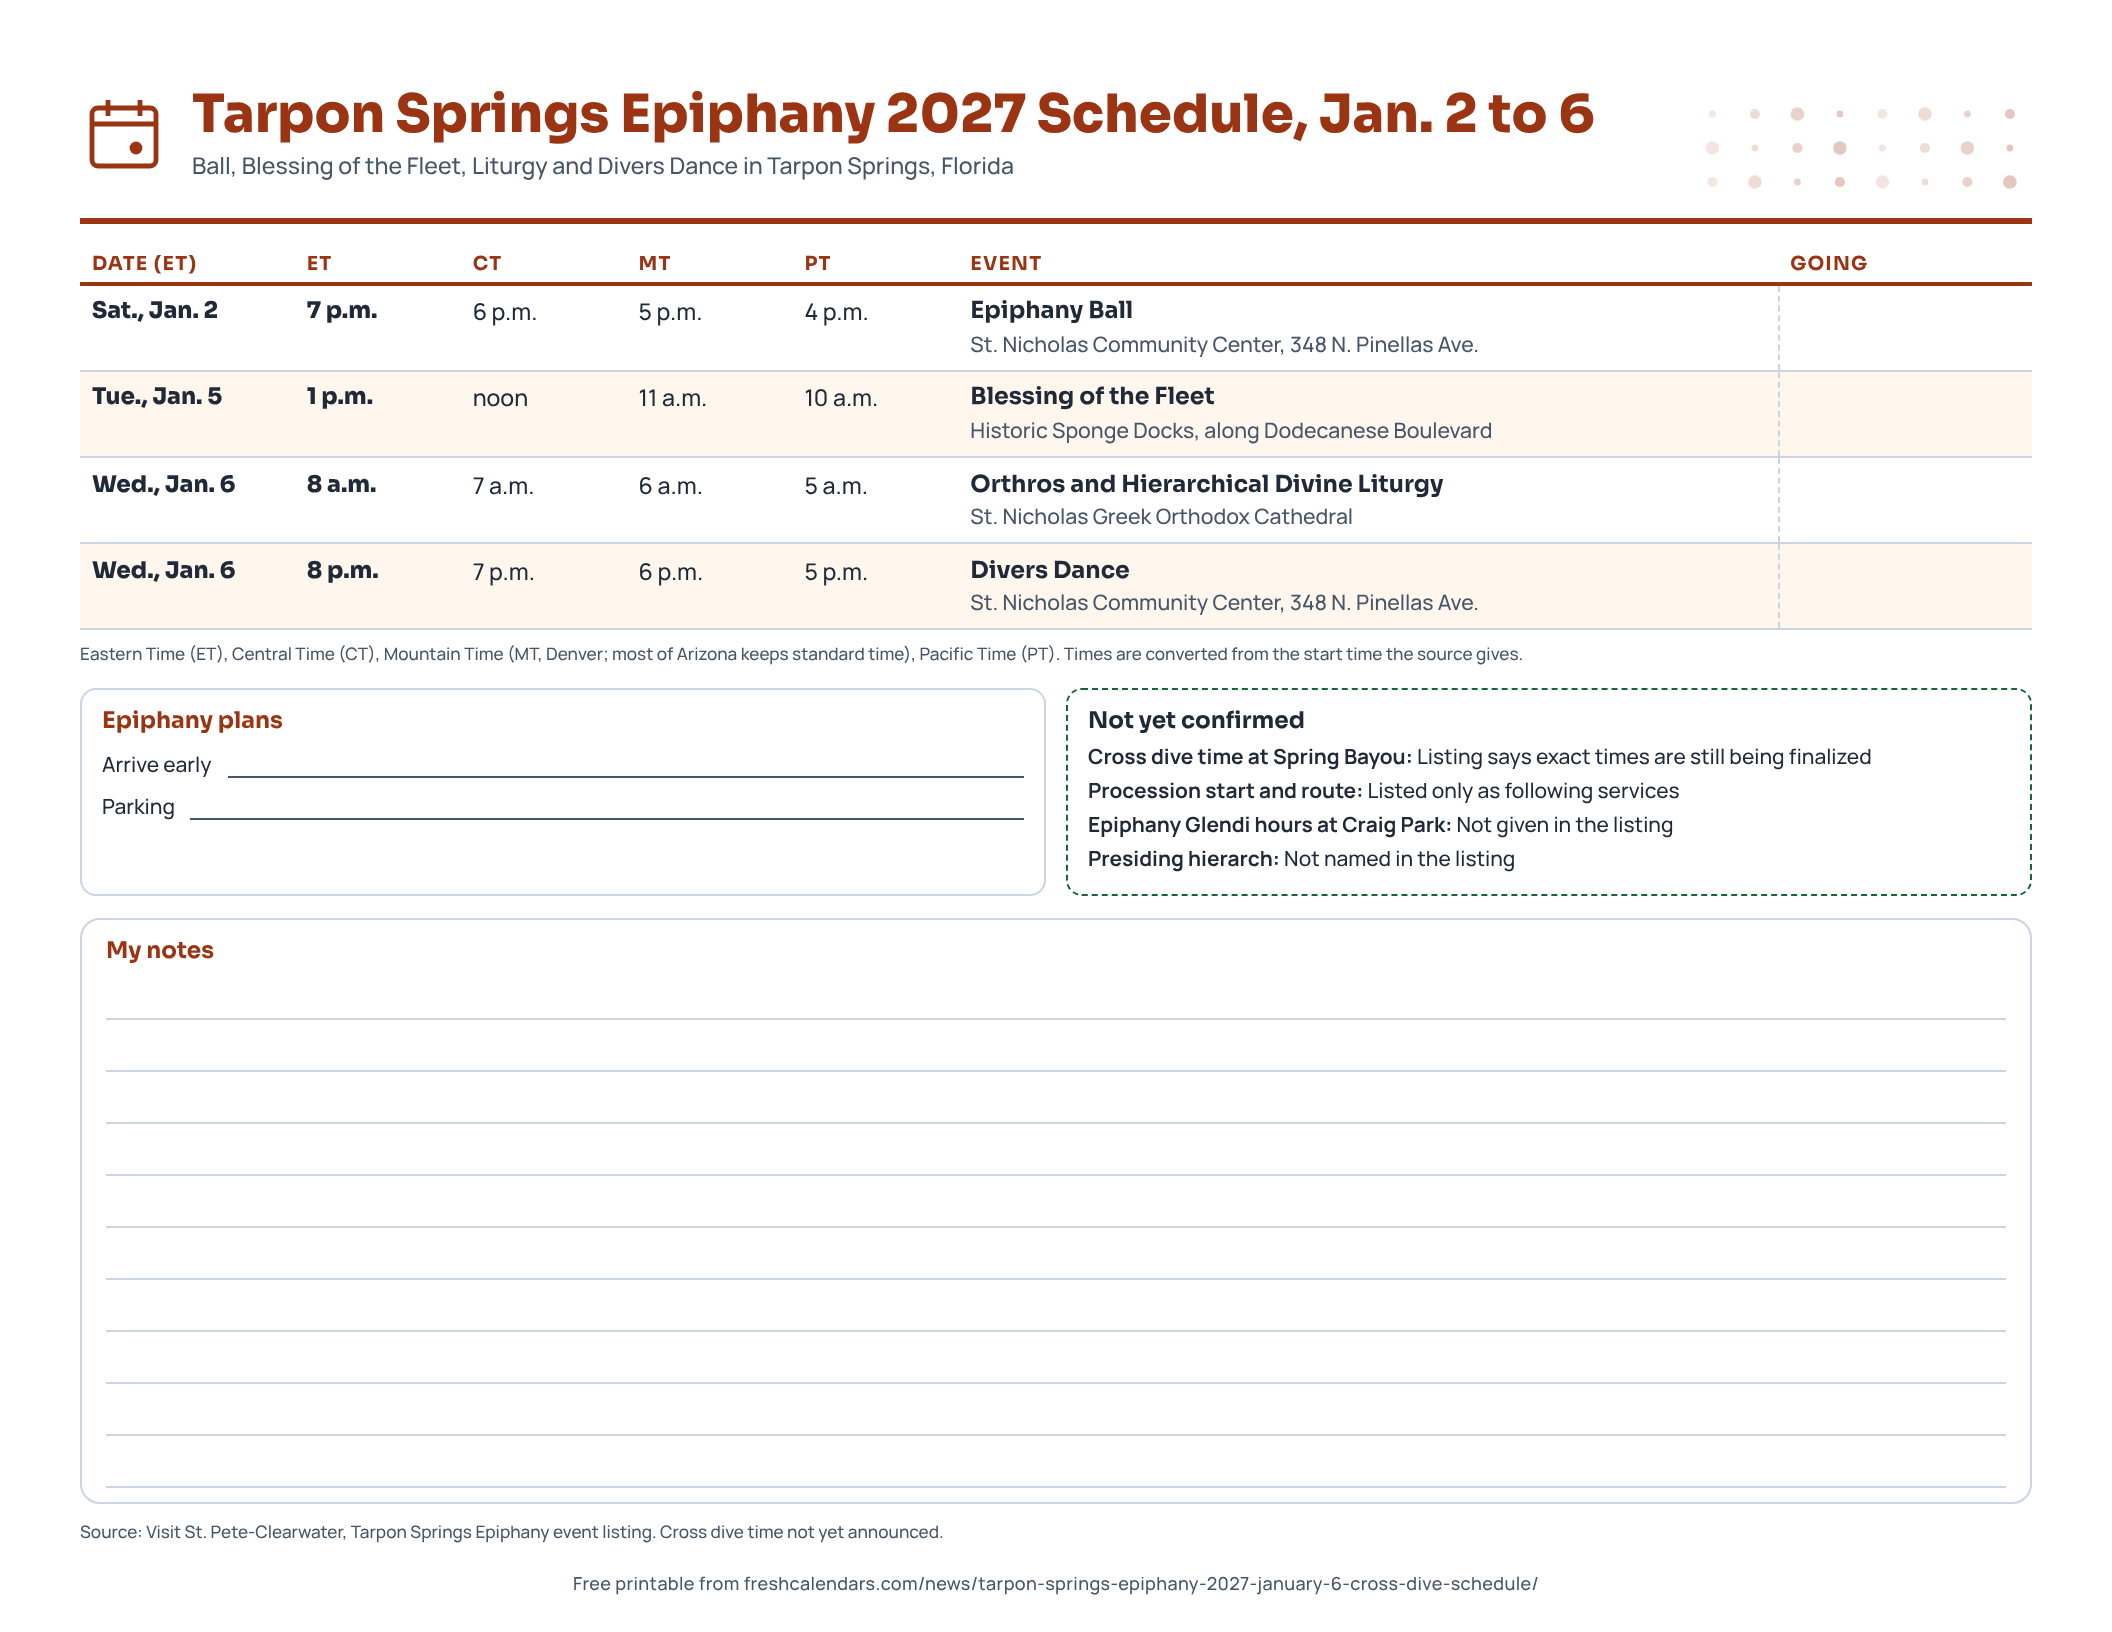 Tarpon Springs Epiphany 2027 Schedule, Jan. 2 to 6
Ball, Blessing of the Fleet, Liturgy and Divers Dance in Tarpon Springs, Florida
DATE (ET) ET CT MT PT EVENT GOING
Sat., Jan. 2 7 p.m. 6 p.m. 5 p.m. 4 p.m. Epiphany Ball
St. Nicholas Community Center, 348 N. Pinellas Ave.
Tue., Jan. 5 1 p.m. noon 11 a.m. 10 a.m. Blessing of the Fleet
Historic Sponge Docks, along Dodecanese Boulevard
Wed., Jan. 6 8 a.m. 7 a.m. 6 a.m. 5 a.m. Orthros and Hierarchical Divine Liturgy
St. Nicholas Greek Orthodox Cathedral
Wed., Jan. 6 8 p.m. 7 p.m. 6 p.m. 5 p.m. Divers Dance
St. Nicholas Community Center, 348 N. Pinellas Ave.
Eastern Time (ET), Central Time (CT), Mountain Time (MT, Denver; most of Arizona keeps standard time), Pacific Time (PT). Times are converted from the start time the source gives.
Epiphany plans
Arrive early
Parking
Not yet confirmed
Cross dive time at Spring Bayou: Listing says exact times are still being finalized
Procession start and route: Listed only as following services
Epiphany Glendi hours at Craig Park: Not given in the listing
Presiding hierarch: Not named in the listing
My notes
Source: Visit St. Pete-Clearwater, Tarpon Springs Epiphany event listing. Cross dive time not yet announced.
Free printable from freshcalendars.com/news/tarpon-springs-epiphany-2027-january-6-cross-dive-schedule/